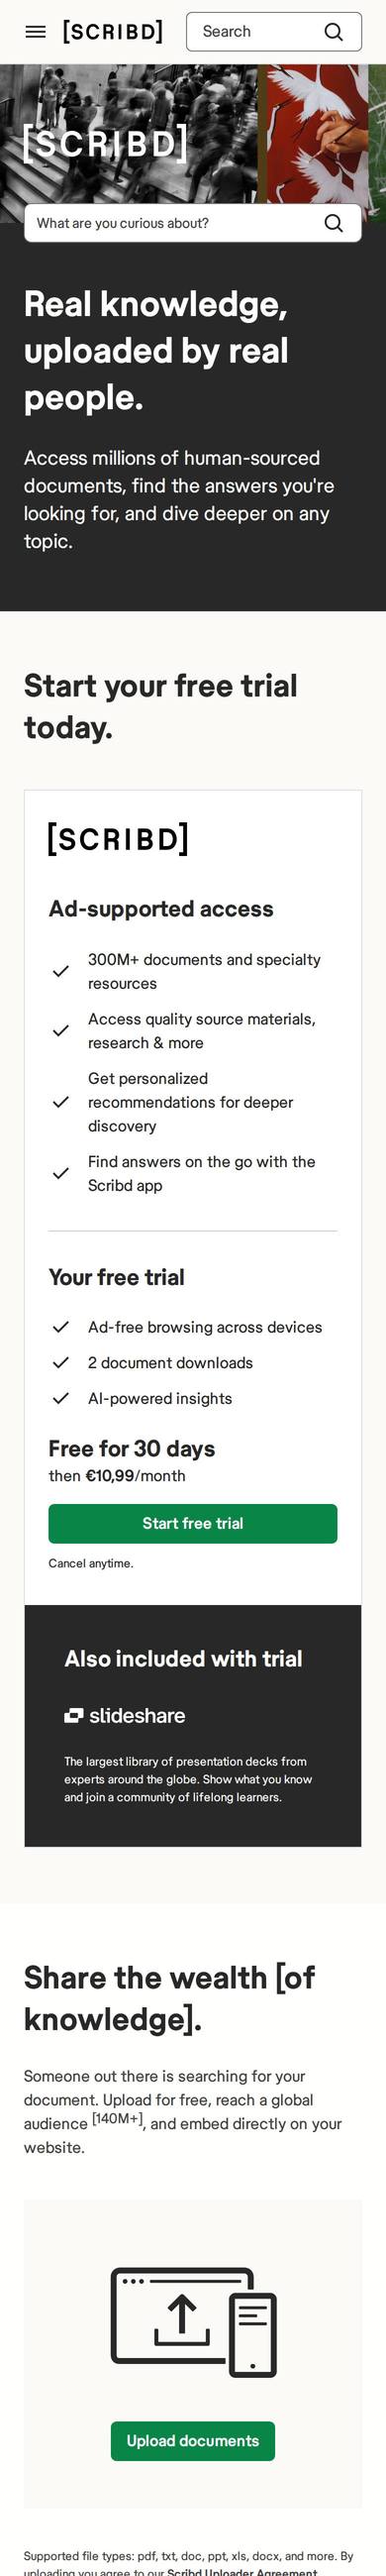 [SCRIBD]
Search
[SCRIBD]
What are you curious about?
Real knowledge,
uploaded by real
people.
Access millions of human-sourced
documents, find the answers you're
looking for, and dive deeper on any
topic.
Start your free trial
today.
[SCRIBD]
Ad-supported access
300M+ documents and specialty
resources
Access quality source materials,
research & more
Get personalized
recommendations for deeper
discovery
Find answers on the go with the
Scribd app
Your free trial
Ad-free browsing across devices
2 document downloads
AI-powered insights
Free for 30 days
then €10,99/month
Start free trial
Cancel anytime.
Also included with trial
slideshare
The largest library of presentation decks from
experts around the globe. Show what you know
and join a community of lifelong learners.
Share the wealth [of
knowledge].
Someone out there is searching for your
document. Upload for free, reach a global
audience [140M+], and embed directly on your
website.
Upload documents
Supported file types: pdf, txt, doc, ppt, xls, docx, and more. By
uploading you agree to our Scribd Uploader Agreement